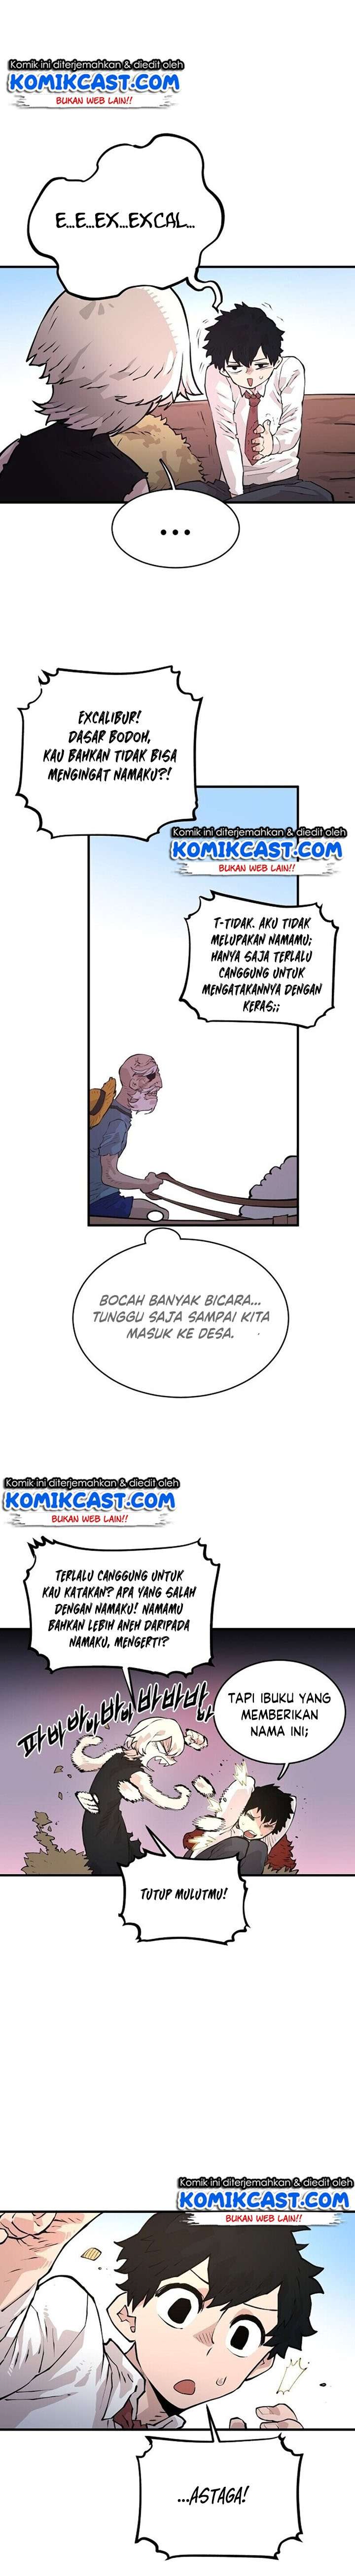 Komik ini diterjemahkan & diedit oleh
KOMIKCAST.COM
BUKAN WEB LAIN!!
E...E...EX...EXCAL...
...
EXCALIBUR!
DASAR BODOH,
KAU BAHKAN TIDAK BISA
MENGINGAT NAMAKU?!
Komik ini diterjemahkan & diedit oleh
KOMIKCAST.COM
BUKAN WEB LAIN!!
T-TIDAK. AKU TIDAK
MELUPAKAN NAMAMU;
HANYA SAJA TERLALU
CANGGUNG UNTUK
MENGATAKANNYA DENGAN
KERAS;;
BOCAH BANYAK BICARA...
TUNGGU SAJA SAMPAI KITA
MASUK KE DESA.
Komik ini diterjemahkan & diedit oleh
KOMIKCAST.COM
BUKAN WEB LAIN!!
TERLALU CANGGUNG UNTUK
KAU KATAKAN? APA YANG SALAH
DENGAN NAMAKU! NAMAMU
BAHKAN LEBIH ANEH DARIPADA
NAMAKU, MENGERTI?
파바바바바바박
TAPI IBUKU YANG
MEMBERIKAN
NAMA INI;
TUTUP MULUTMU!
Komik ini diterjemahkan & diedit oleh
KOMIKCAST.COM
BUKAN WEB LAIN!!
...ASTAGA!